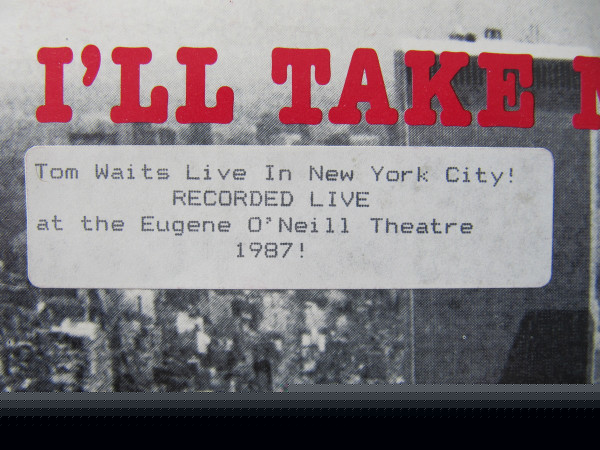 I'LL TAKE M
Tom Waits Live In New York City!
RECORDED LIVE
at the Eugene O'Neill Theatre
1987!